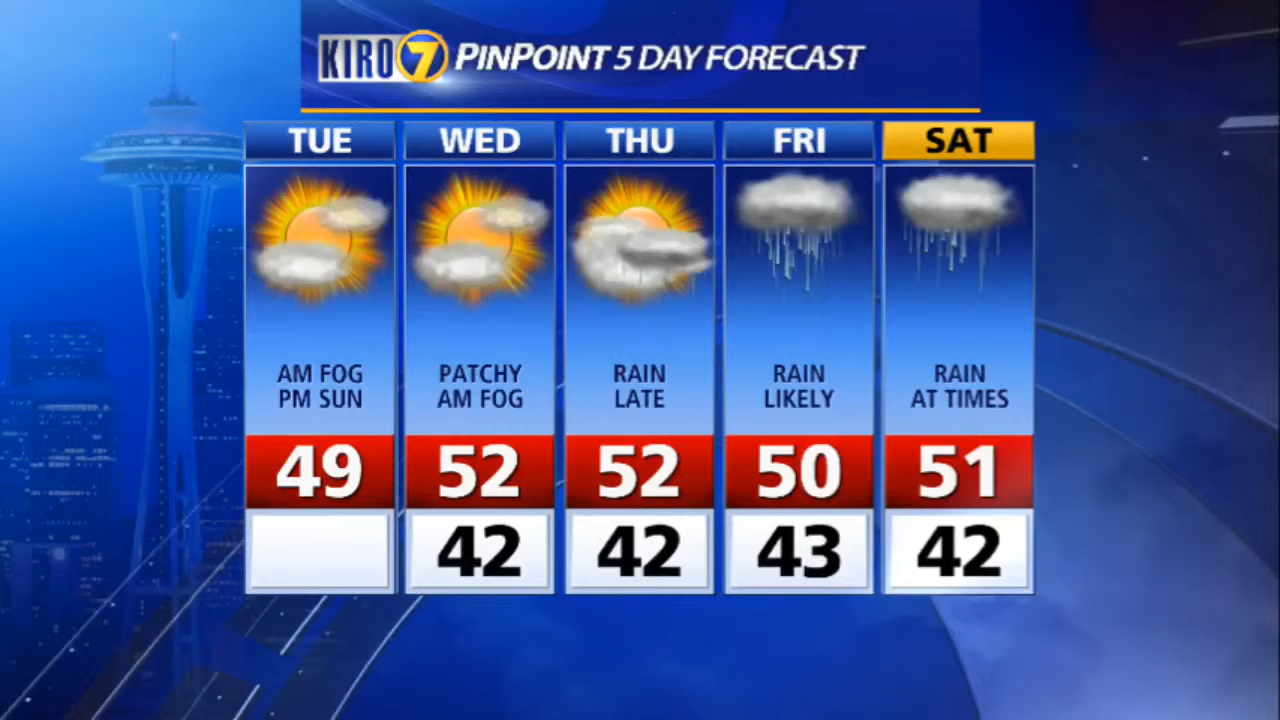 KIRO 7 PINPOINT 5 DAY FORECAST
TUE WED THU FRI SAT
AM FOG PATCHY RAIN RAIN RAIN
PM SUN AM FOG LATE LIKELY AT TIMES
49 52 52 50 51
42 42 43 42